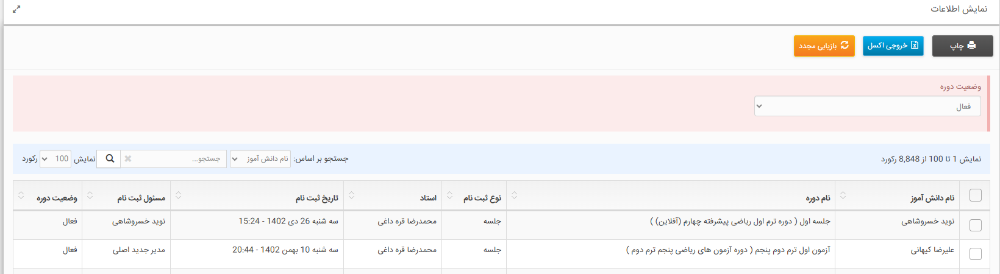 نمایش اطلاعات
چاپ خروجی اکسل بازیابی مجدد
وضعیت دوره
فعال
نمایش 1 تا 100 از 8,848 رکورد جستجو بر اساس: نام دانش آموز جستجو... نمایش 100 رکورد
نام دانش آموز نام دوره نوع ثبت نام استاد تاریخ ثبت نام مسئول ثبت نام وضعیت دوره
نوید خسروشاهی جلسه اول ( دوره ترم اول ریاضی پیشرفته چهارم (آفلاین) ) جلسه محمدرضا قره داغی سه شنبه 26 دی 1402 - 15:24 نوید خسروشاهی فعال
علیرضا کیهانی آزمون اول ترم دوم پنجم ( دوره آزمون های ریاضی پنجم ترم دوم ) جلسه محمدرضا قره داغی سه شنبه 10 بهمن 1402 - 20:44 مدیر جدید اصلی فعال